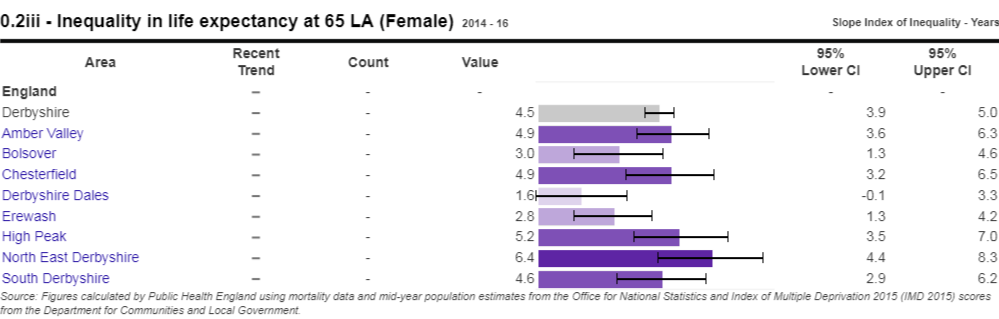 0.2iii - Inequality in life expectancy at 65 LA (Female) 2014 - 16 Slope Index of Inequality - Years
Area Recent Trend Count Value 95% Lower CI 95% Upper CI
England – - - - -
Derbyshire – - 4.5 3.9 5.0
Amber Valley – - 4.9 3.6 6.3
Bolsover – - 3.0 1.3 4.6
Chesterfield – - 4.9 3.2 6.5
Derbyshire Dales – - 1.6 -0.1 3.3
Erewash – - 2.8 1.3 4.2
High Peak – - 5.2 3.5 7.0
North East Derbyshire – - 6.4 4.4 8.3
South Derbyshire – - 4.6 2.9 6.2
Source: Figures calculated by Public Health England using mortality data and mid-year population estimates from the Office for National Statistics and Index of Multiple Deprivation 2015 (IMD 2015) scores
from the Department for Communities and Local Government.